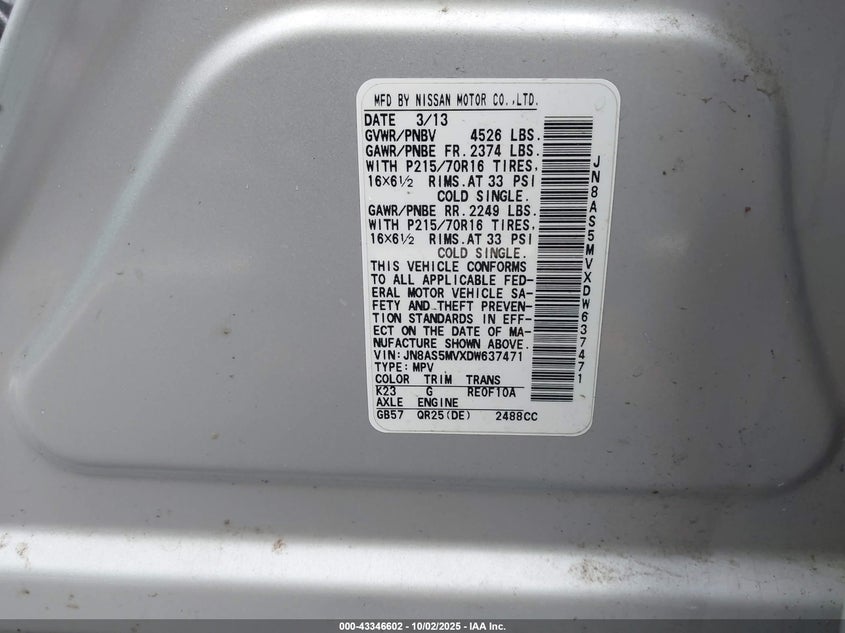 MFD BY NISSAN MOTOR CO.,LTD.
DATE 3/13
GVWR/PNBV 4526 LBS.
GAWR/PNBE FR. 2374 LBS.
WITH P215/70R16 TIRES,
16X6½ RIMS.AT 33 PSI
COLD SINGLE.
GAWR/PNBE RR. 2249 LBS.
WITH P215/70R16 TIRES,
16X6½ RIMS.AT 33 PSI
COLD SINGLE.
THIS VEHICLE CONFORMS
TO ALL APPLICABLE FED-
ERAL MOTOR VEHICLE SA-
FETY AND THEFT PREVEN-
TION STANDARDS IN EFF-
ECT ON THE DATE OF MA-
NUFACTURE SHOWN ABOVE.
VIN: JN8AS5MVXDW637471
TYPE: MPV
COLOR TRIM TRANS
K23 G RE0F10A
AXLE ENGINE
GB57 QR25(DE) 2488CC
JN8AS5MVXDW637471
000-43346602 - 10/02/2025 - IAA Inc.